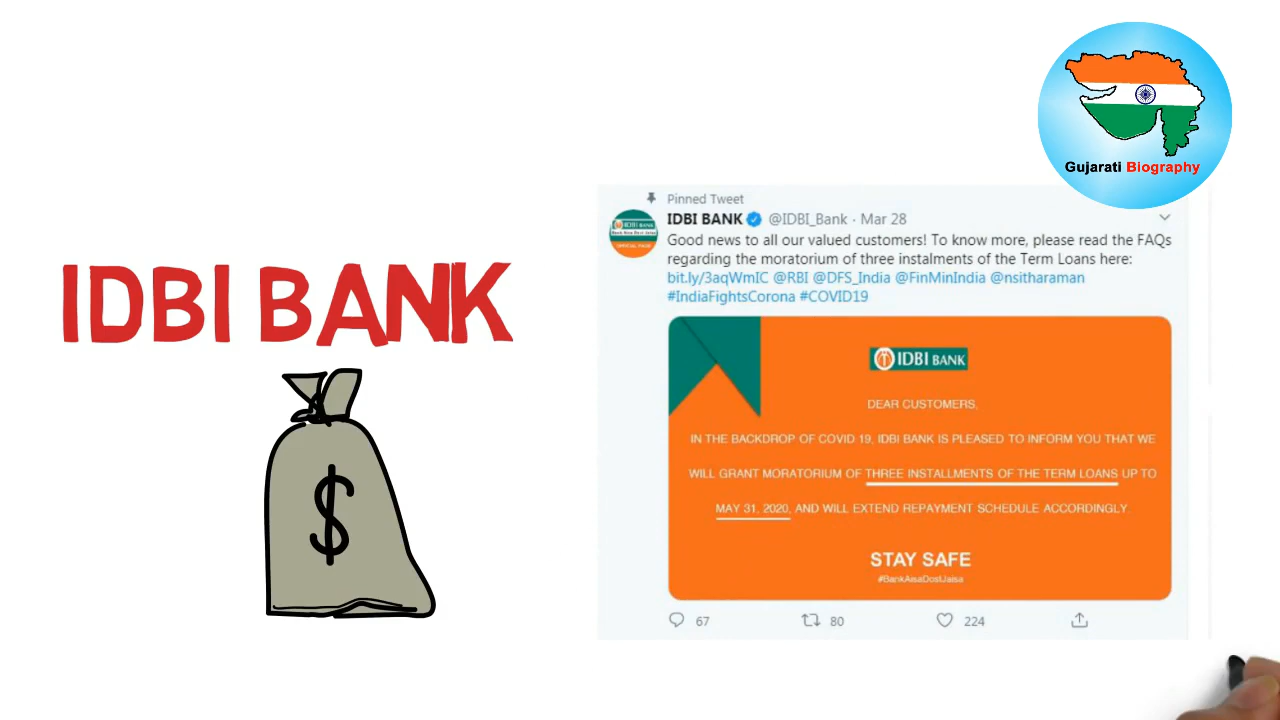 Gujarati Biography
IDBI BANK
$
Pinned Tweet
IDBI BANK @IDBI_Bank · Mar 28
Good news to all our valued customers! To know more, please read the FAQs
regarding the moratorium of three instalments of the Term Loans here:
bit.ly/3aqWmIC @RBI @DFS_India @FinMinIndia @nsitharaman
#IndiaFightsCorona #COVID19
IDBI BANK
DEAR CUSTOMERS,
IN THE BACKDROP OF COVID 19, IDBI BANK IS PLEASED TO INFORM YOU THAT WE
WILL GRANT MORATORIUM OF THREE INSTALLMENTS OF THE TERM LOANS UP TO
MAY 31, 2020, AND WILL EXTEND REPAYMENT SCHEDULE ACCORDINGLY.
STAY SAFE
#BankAisaDostJaisa
67 80 224